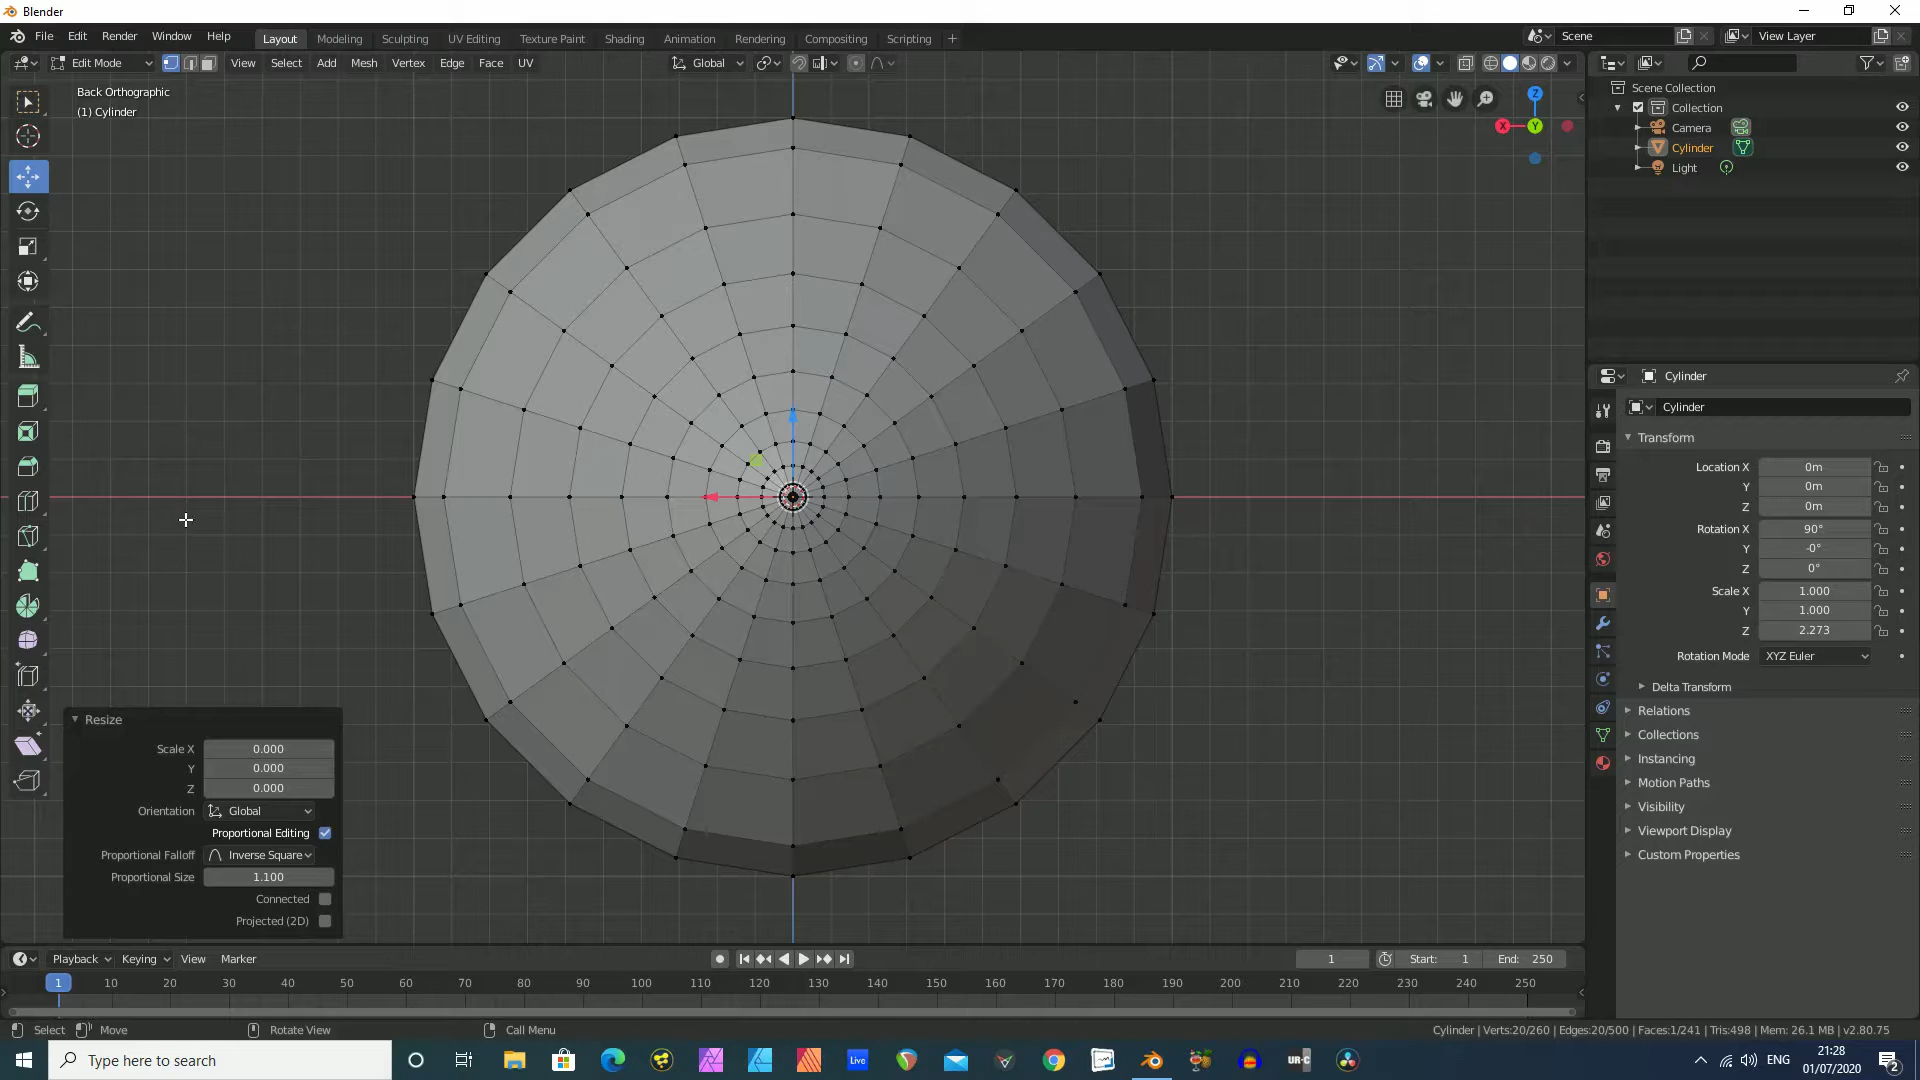 Blender
File Edit Render Window Help
Layout Modeling Sculpting UV Editing Texture Paint Shading Animation Rendering Compositing Scripting
Scene
View Layer
Edit Mode View Select Add Mesh Vertex Edge Face UV
Global
Back Orthographic
(1) Cylinder
Z
X
Y
Scene Collection
Collection
Camera
Cylinder
Light
Cylinder
Cylinder
Transform
Location X 0m
Y 0m
Z 0m
Rotation X 90°
Y -0°
Z 0°
Scale X 1.000
Y 1.000
Z 2.273
Rotation Mode XYZ Euler
Delta Transform
Relations
Collections
Instancing
Motion Paths
Visibility
Viewport Display
Custom Properties
Resize
Scale X 0.000
Y 0.000
Z 0.000
Orientation Global
Proportional Editing
Proportional Falloff Inverse Square
Proportional Size 1.100
Connected
Projected (2D)
Playback Keying View Marker
1 Start: 1 End: 250
1 10 20 30 40 50 60 70 80 90 100 110 120 130 140 150 160 170 180 190 200 210 220 230 240 250
Select Move Rotate View Call Menu
Cylinder | Verts:20/260 | Edges:20/500 | Faces:1/241 | Tris:498 | Mem: 26.1 MB | v2.80.75
Type here to search
Live
UR-C
ENG
21:28
01/07/2020
2